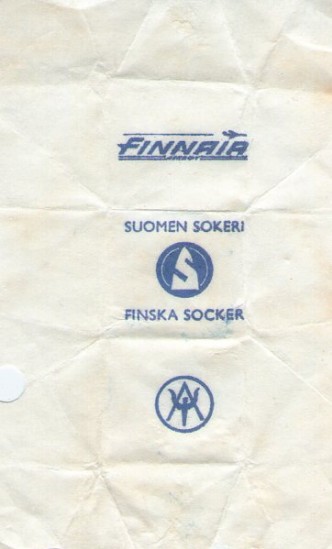 FINNAIR
SUOMEN SOKERI
S
FINSKA SOCKER